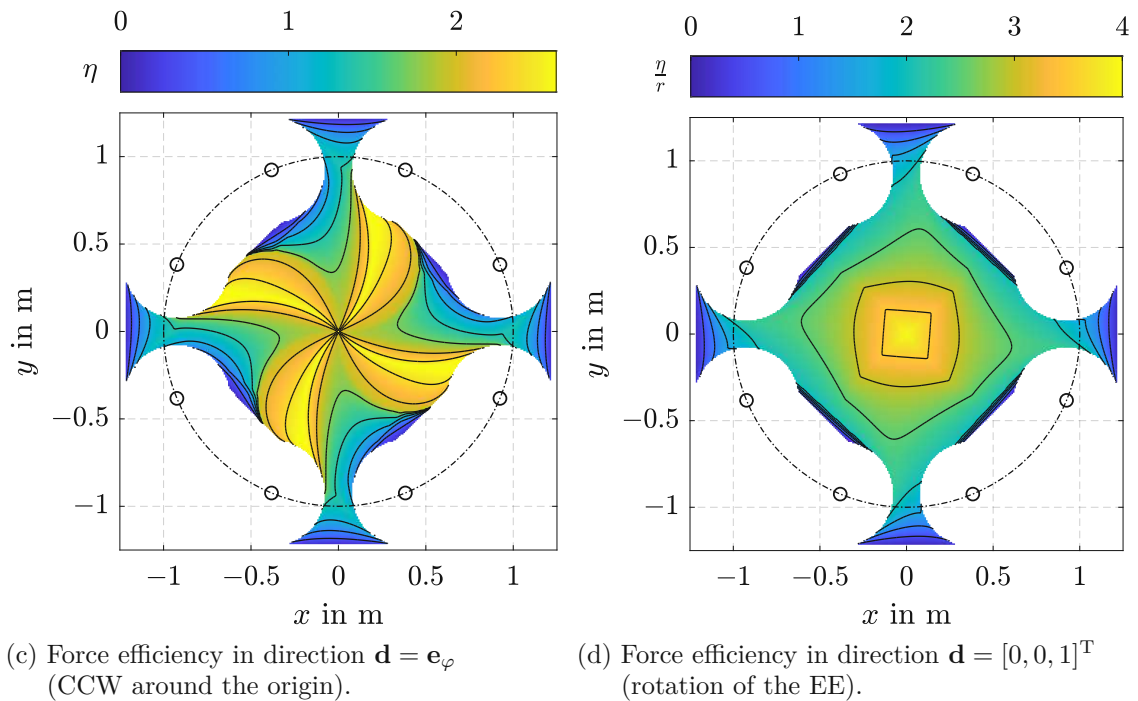 0 1 2
η
0 1 2 3 4
η/r
1
0.5
0
−0.5
−1
y in m
−1 −0.5 0 0.5 1
x in m
1
0.5
0
−0.5
−1
y in m
−1 −0.5 0 0.5 1
x in m
(c) Force efficiency in direction d = e_φ
(CCW around the origin).
(d) Force efficiency in direction d = [0, 0, 1]^T
(rotation of the EE).